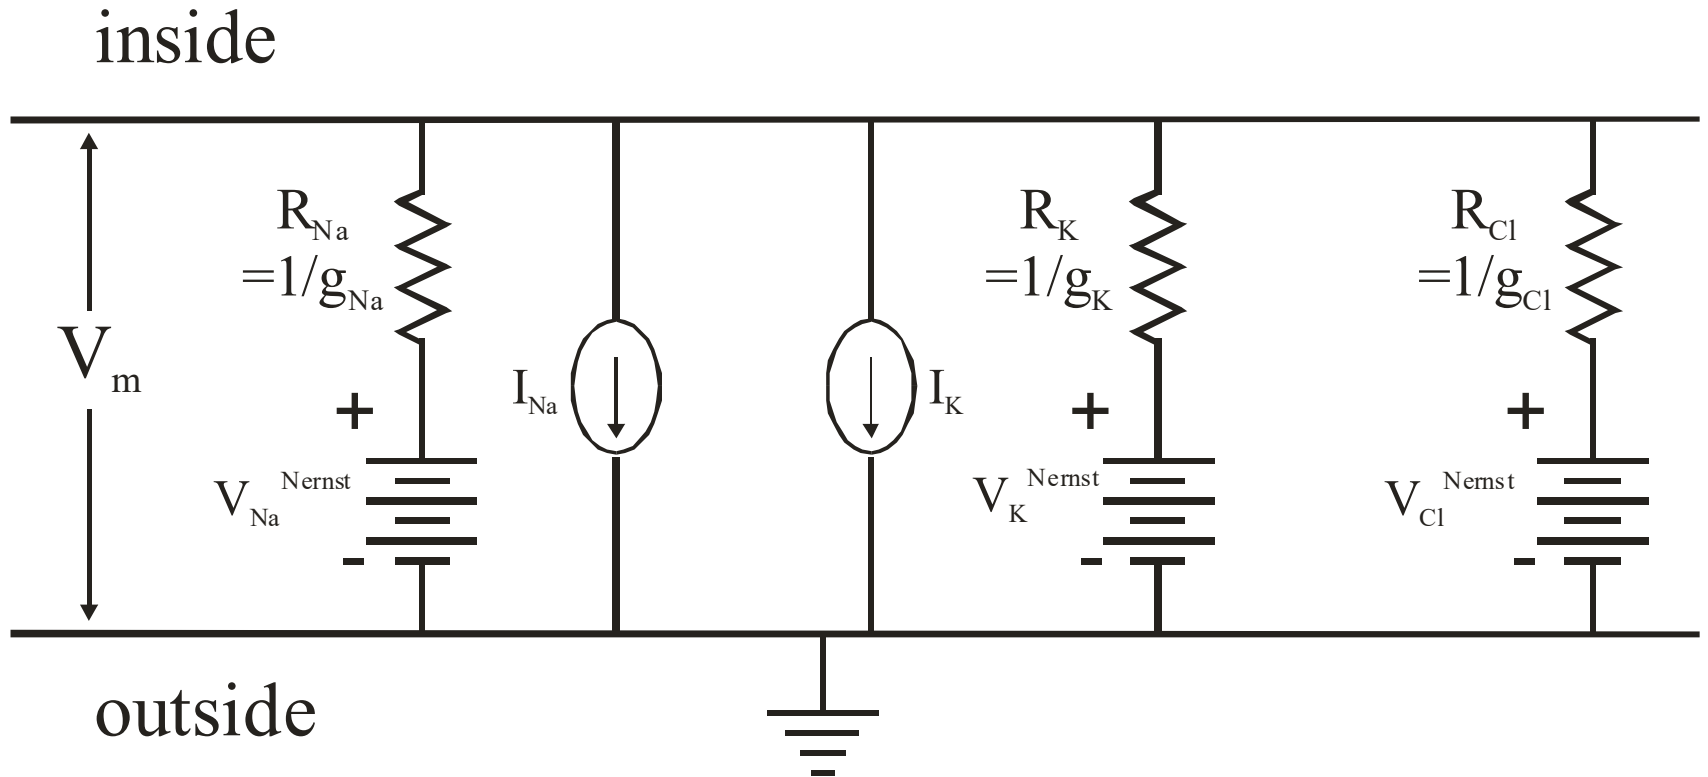 inside
R_Na
=1/g_Na
R_K
=1/g_K
R_Cl
=1/g_Cl
V_m
I_Na
I_K
+
+
+
V_Na^Nernst
V_K^Nernst
V_Cl^Nernst
-
-
-
outside